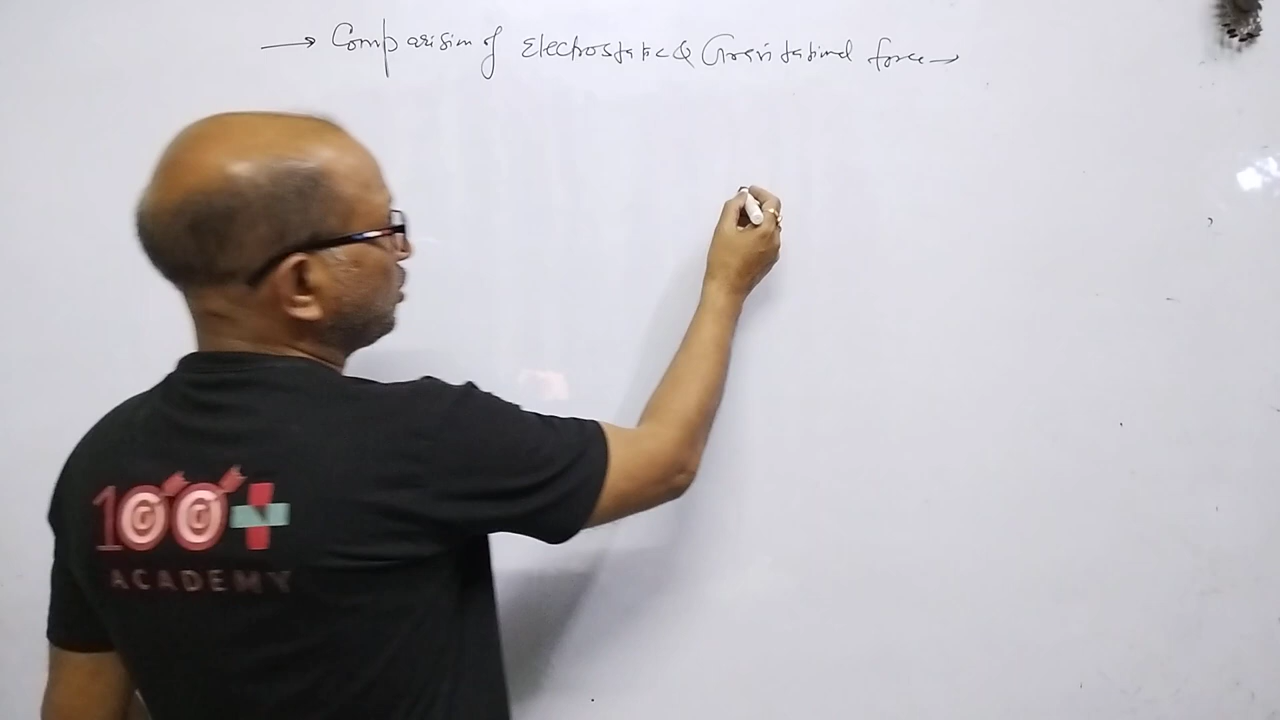 → Comparision of Electrostatic & Gravitational force →
100+
ACADEMY